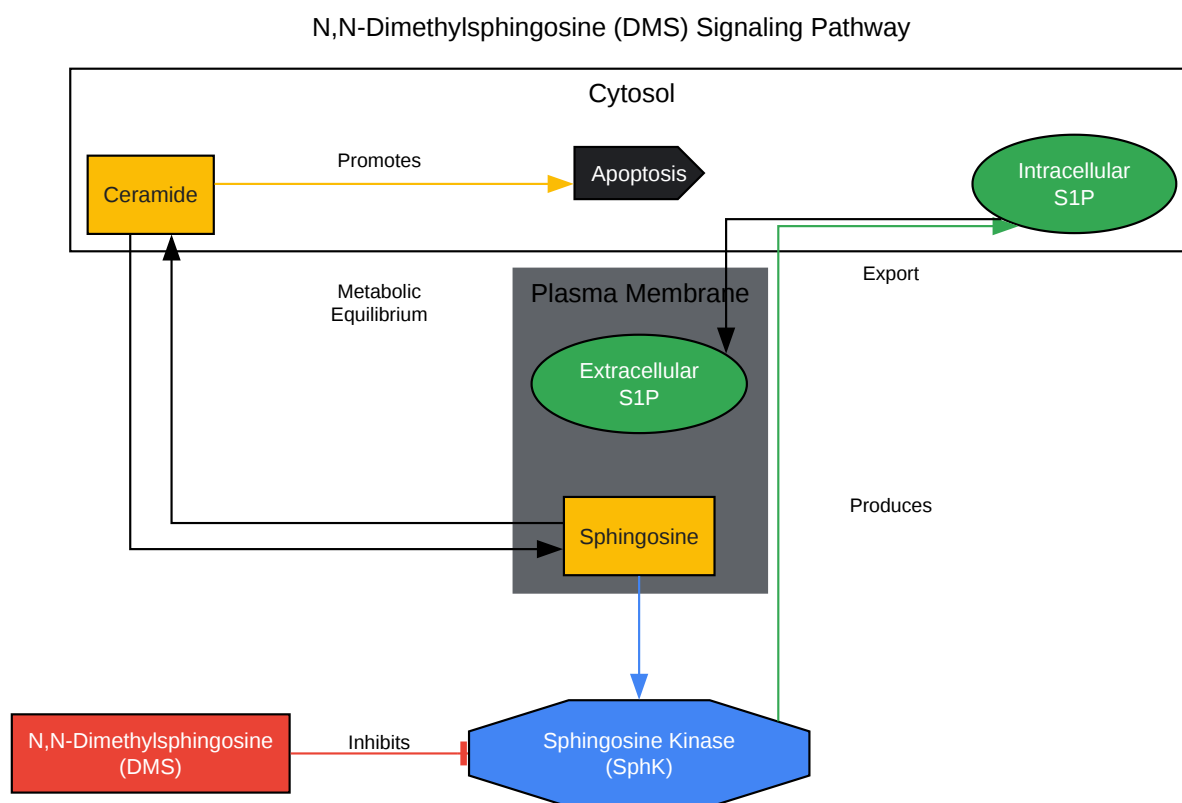 N,N-Dimethylsphingosine (DMS) Signaling Pathway
Cytosol
Promotes
Ceramide
Apoptosis
Intracellular
S1P
Export
Metabolic
Equilibrium
Plasma Membrane
Extracellular
S1P
Produces
Sphingosine
N,N-Dimethylsphingosine
(DMS)
Inhibits
Sphingosine Kinase
(SphK)